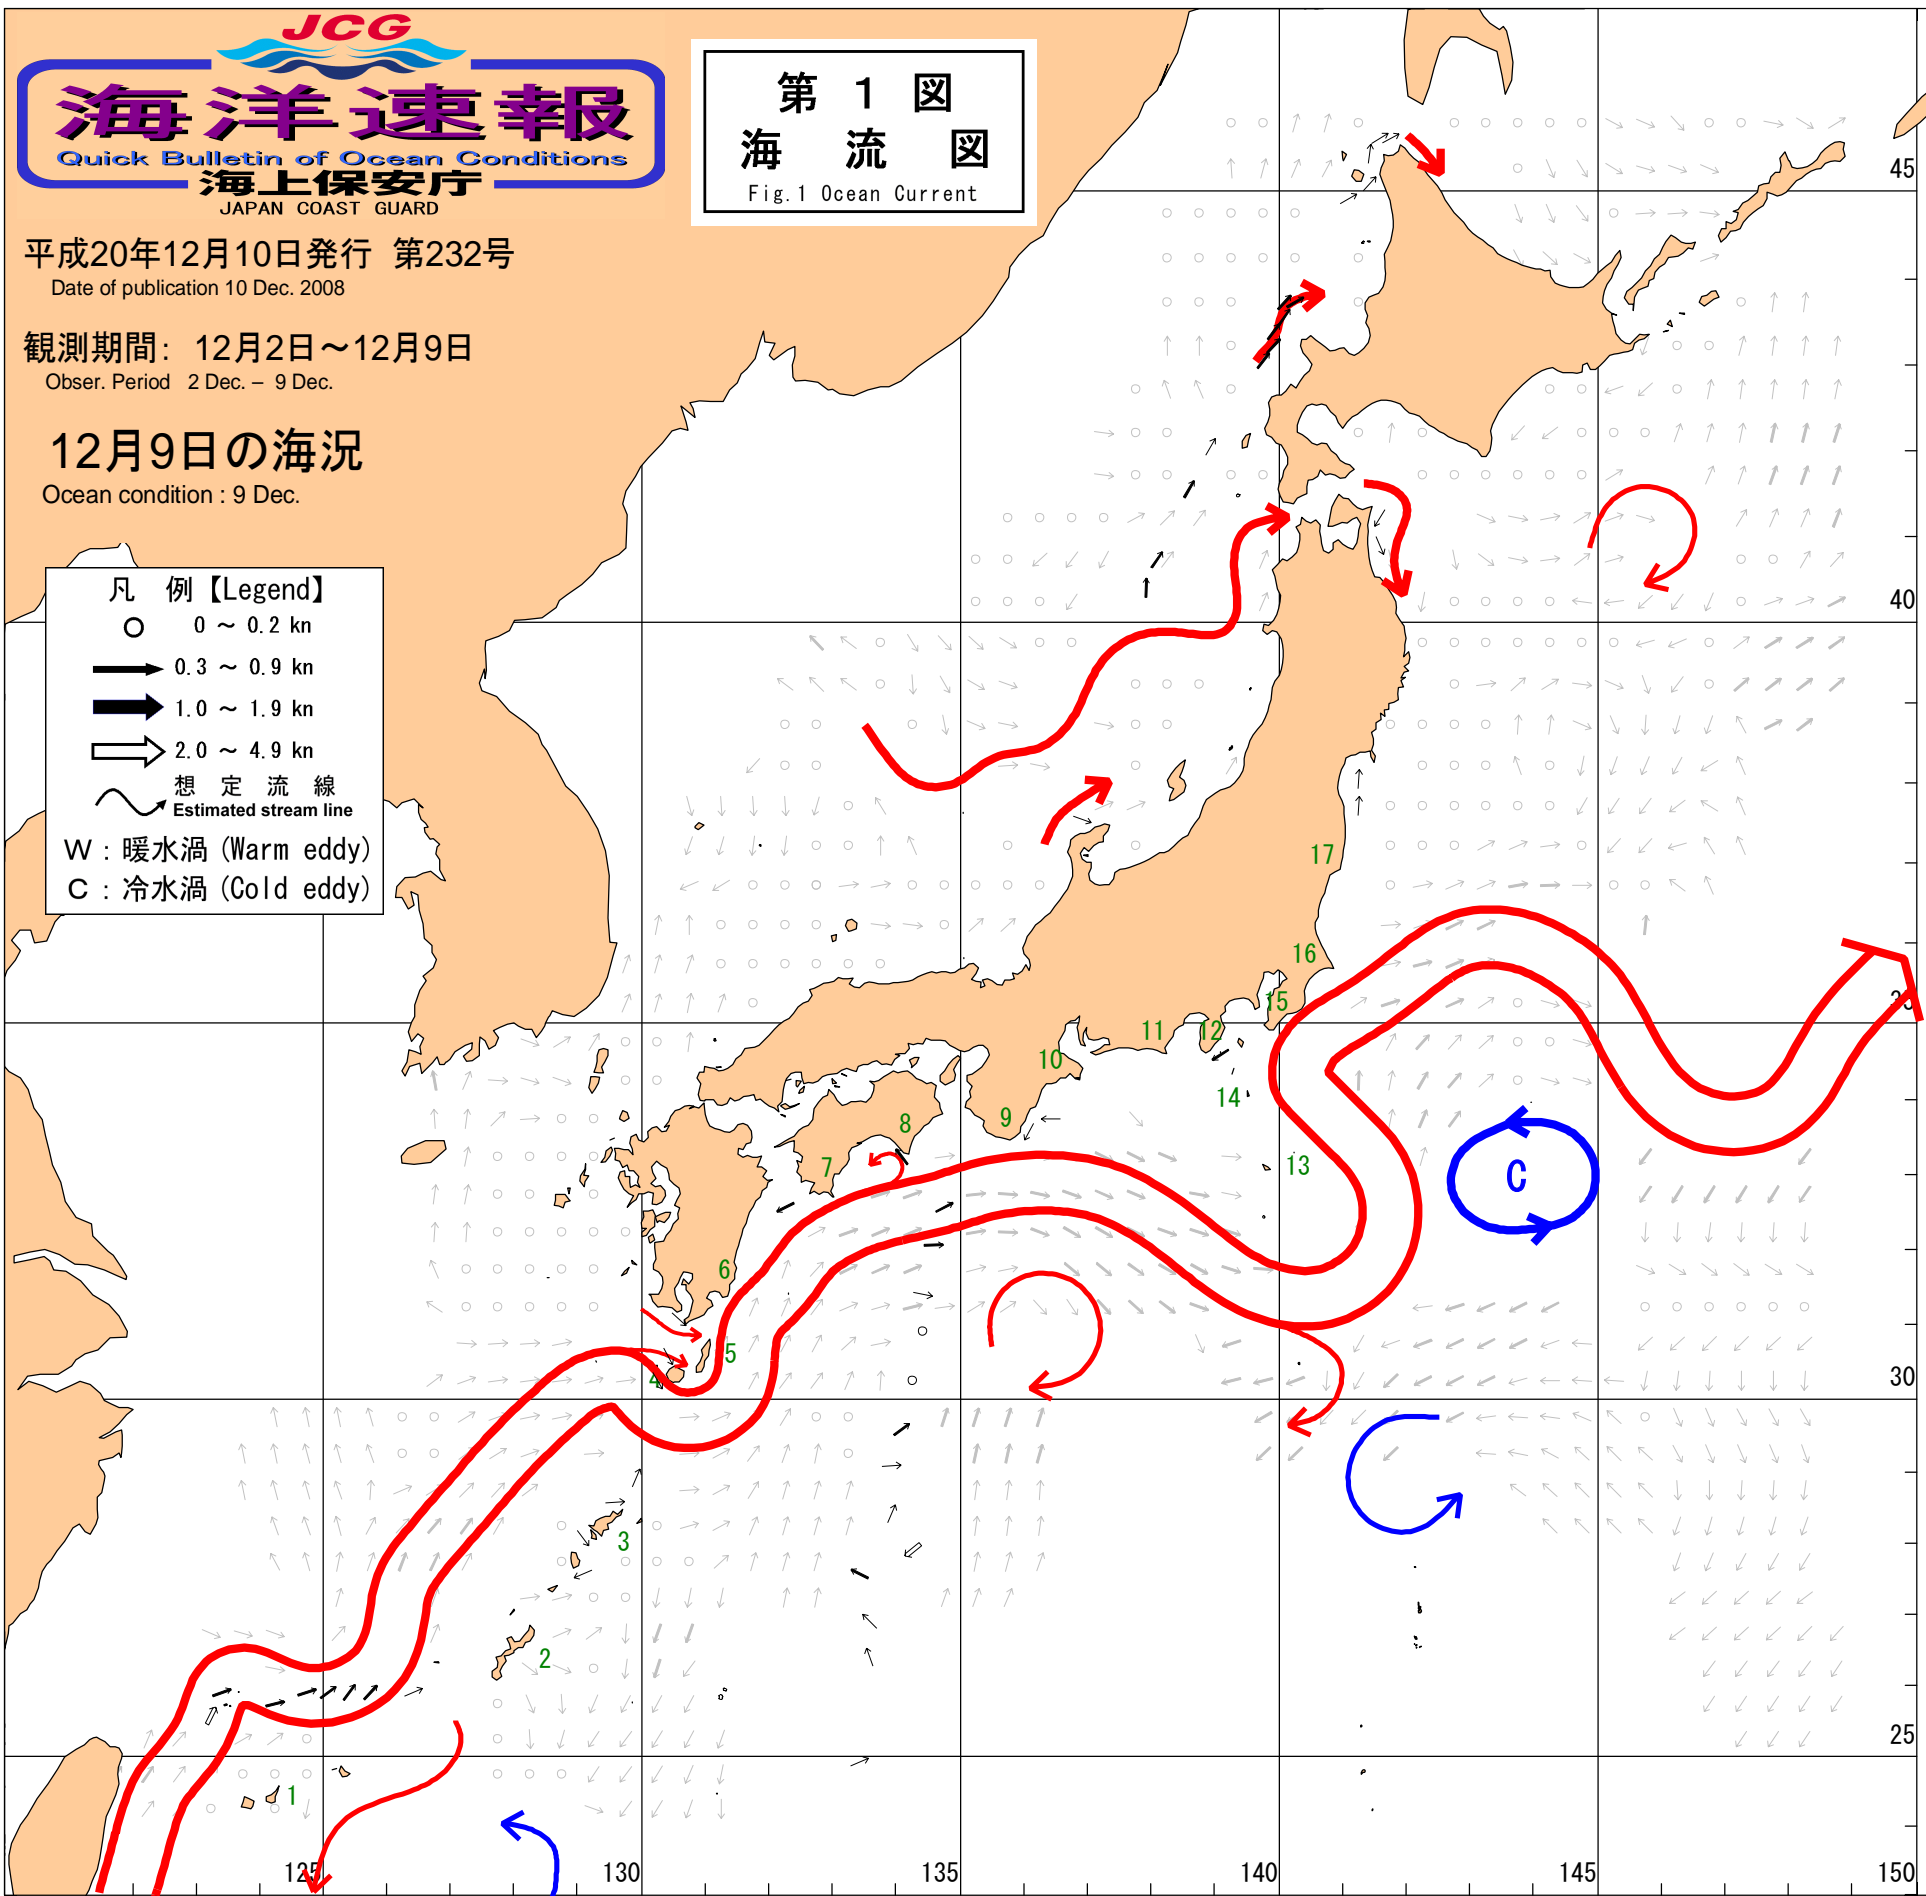 JCG
海洋速報
Quick Bulletin of Ocean Conditions
海上保安庁
JAPAN COAST GUARD
第 1 図
海 流 図
Fig.1 Ocean Current
平成20年12月10日発行 第232号
Date of publication 10 Dec. 2008
観測期間: 12月2日～12月9日
Obser. Period 2 Dec. – 9 Dec.
12月9日の海況
Ocean condition : 9 Dec.
凡 例【Legend】
0 ～ 0.2 kn
0.3 ～ 0.9 kn
1.0 ～ 1.9 kn
2.0 ～ 4.9 kn
想 定 流 線
Estimated stream line
W : 暖水渦 (Warm eddy)
C : 冷水渦 (Cold eddy)
45
40
35
30
25
17
16
15
12
11
10
14
9
8
13
7
C
6
5
4
3
2
1
125
130
135
140
145
150